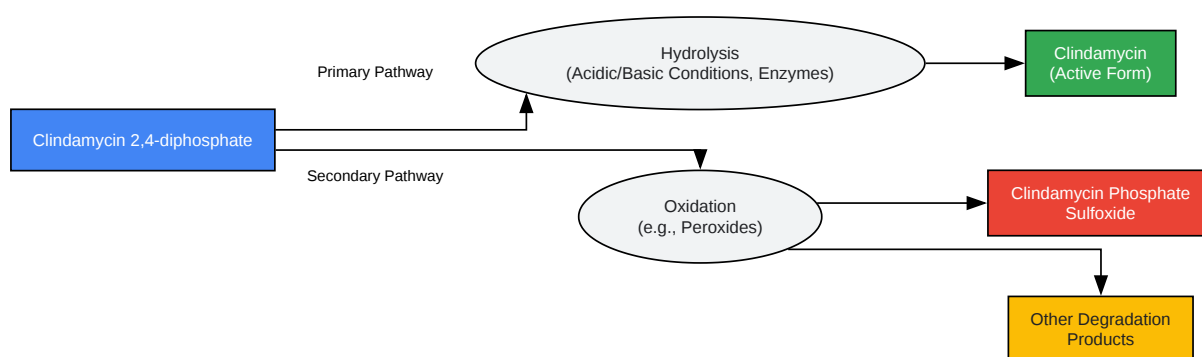 Hydrolysis
(Acidic/Basic Conditions, Enzymes)
Clindamycin
(Active Form)
Primary Pathway
Clindamycin 2,4-diphosphate
Secondary Pathway
Oxidation
(e.g., Peroxides)
Clindamycin Phosphate
Sulfoxide
Other Degradation
Products